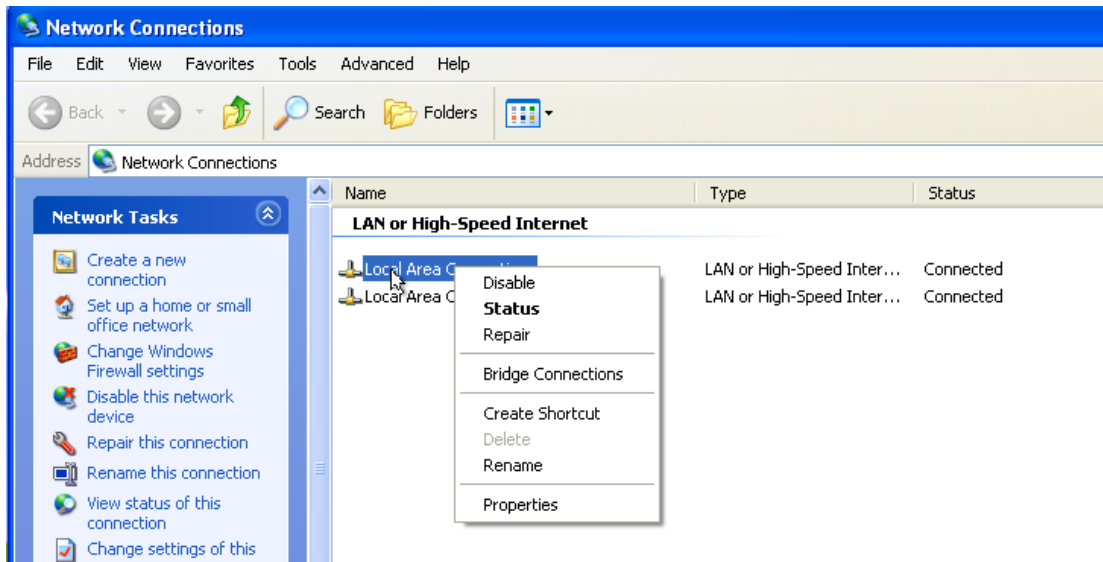 Network Connections
File Edit View Favorites Tools Advanced Help
Back Search Folders
Address Network Connections
Network Tasks
Create a new
connection
Set up a home or small
office network
Change Windows
Firewall settings
Disable this network
device
Repair this connection
Rename this connection
View status of this
connection
Change settings of this
Name Type Status
LAN or High-Speed Internet
Local Area LAN or High-Speed Inter... Connected
Local Area LAN or High-Speed Inter... Connected
Disable
Status
Repair
Bridge Connections
Create Shortcut
Delete
Rename
Properties